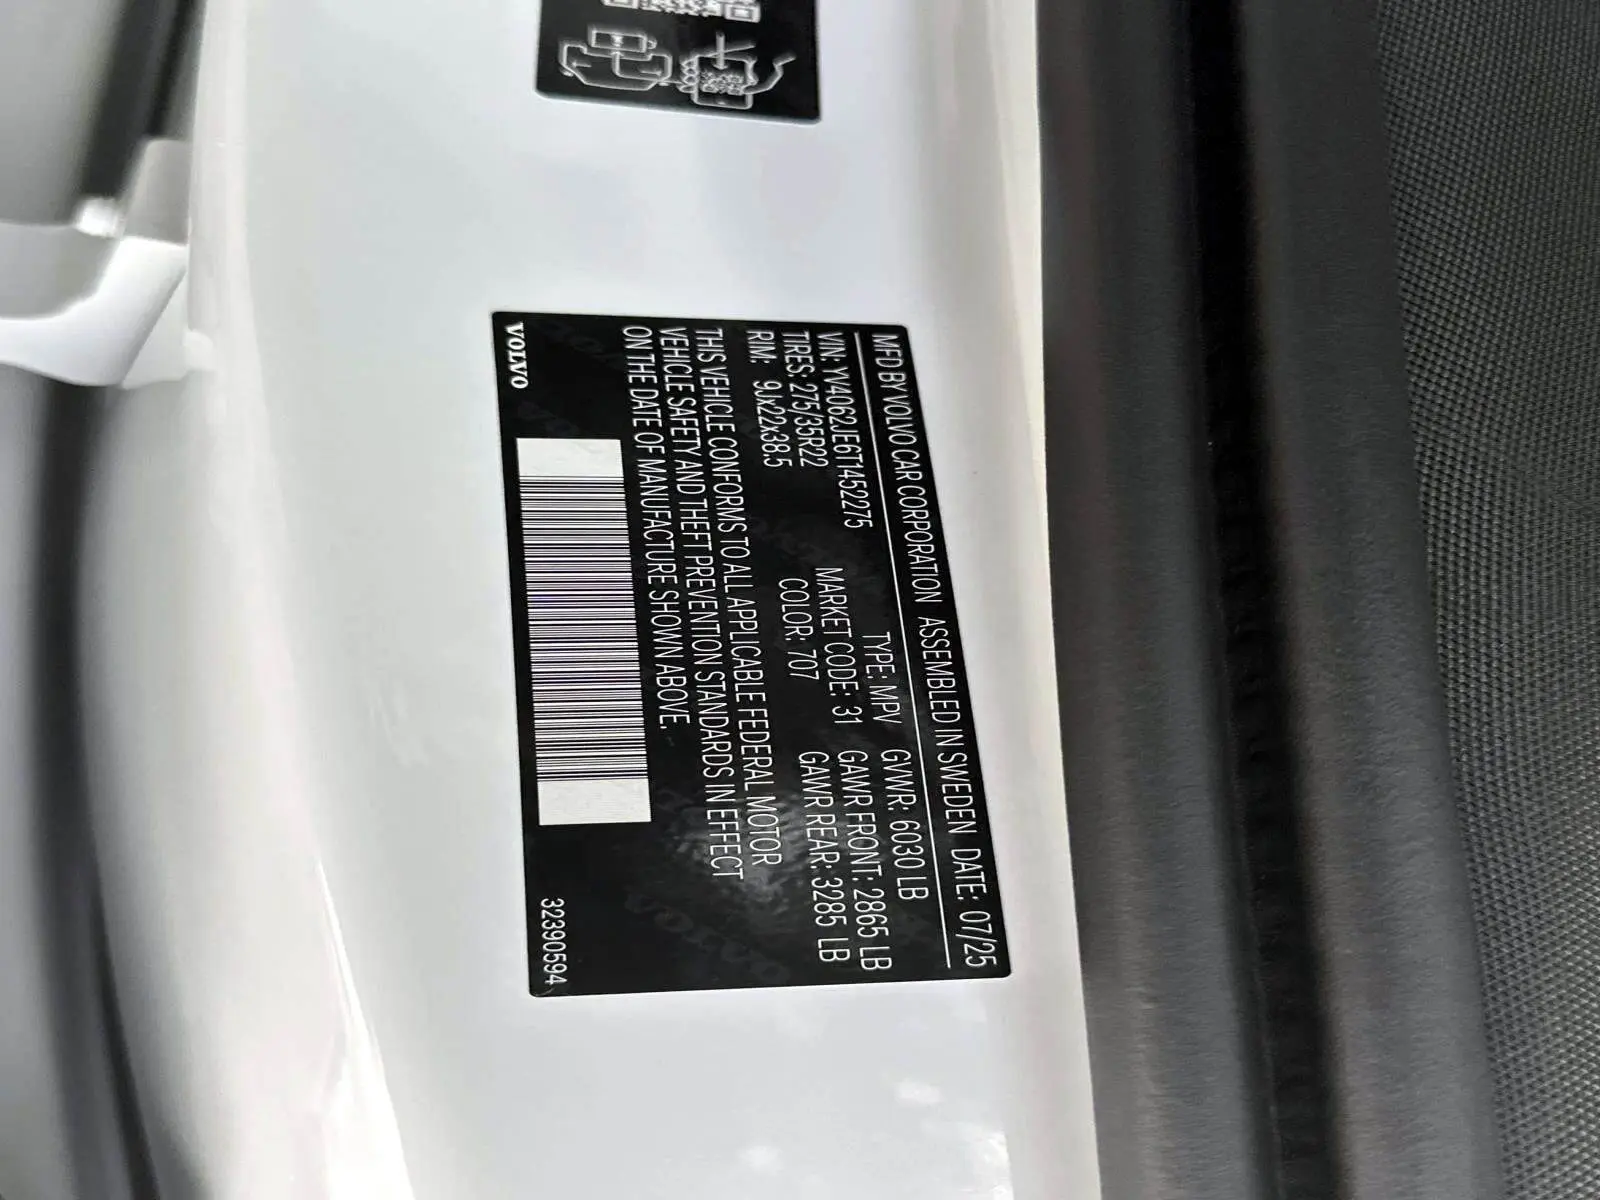 MFD BY VOLVO CAR CORPORATION ASSEMBLED IN SWEDEN DATE: 07/25
TYPE: MPV GVWR: 6030 LB
VIN: YV4062JE6T1452275 MARKET CODE: 31 GAWR FRONT: 2865 LB
TIRES: 275/35R22 COLOR: 707 GAWR REAR: 3285 LB
RIM: 9Jx22x38.5
THIS VEHICLE CONFORMS TO ALL APPLICABLE FEDERAL MOTOR
VEHICLE SAFETY AND THEFT PREVENTION STANDARDS IN EFFECT
ON THE DATE OF MANUFACTURE SHOWN ABOVE.
VOLVO
32390594